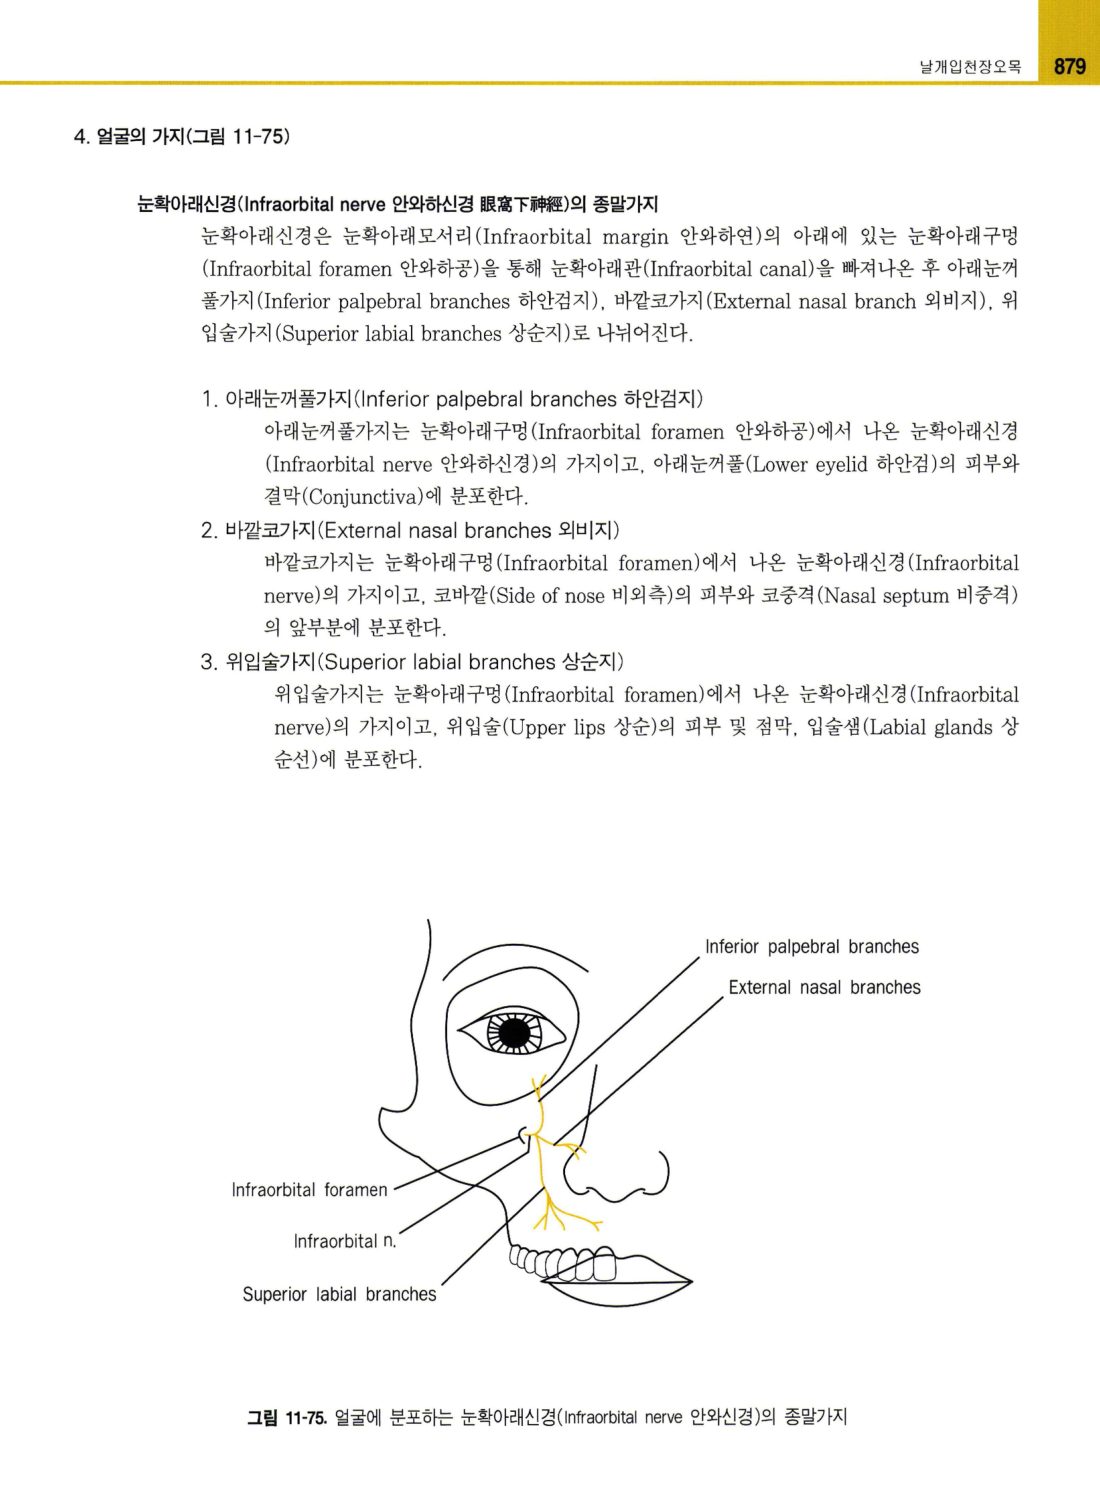 날개입천장오목 879
4. 얼굴의 가지(그림 11-75)
눈확아래신경(Infraorbital nerve 안와하신경 眼窩下神經)의 종말가지
눈확아래신경은 눈확아래모서리(Infraorbital margin 안와하연)의 아래에 있는 눈확아래구멍
(Infraorbital foramen 안와하공)을 통해 눈확아래관(Infraorbital canal)을 빠져나온 후 아래눈꺼
풀가지(Inferior palpebral branches 하안검지), 바깥코가지(External nasal branch 외비지), 위
입술가지(Superior labial branches 상순지)로 나뉘어진다.
1. 아래눈꺼풀가지(Inferior palpebral branches 하안검지)
아래눈꺼풀가지는 눈확아래구멍(Infraorbital foramen 안와하공)에서 나온 눈확아래신경
(Infraorbital nerve 안와하신경)의 가지이고, 아래눈꺼풀(Lower eyelid 하안검)의 피부와
결막(Conjunctiva)에 분포한다.
2. 바깥코가지(External nasal branches 외비지)
바깥코가지는 눈확아래구멍(Infraorbital foramen)에서 나온 눈확아래신경(Infraorbital
nerve)의 가지이고, 코바깥(Side of nose 비외측)의 피부와 코중격(Nasal septum 비중격)
의 앞부분에 분포한다.
3. 위입술가지(Superior labial branches 상순지)
위입술가지는 눈확아래구멍(Infraorbital foramen)에서 나온 눈확아래신경(Infraorbital
nerve)의 가지이고, 위입술(Upper lips 상순)의 피부 및 점막, 입술샘(Labial glands 상
순선)에 분포한다.
Inferior palpebral branches
External nasal branches
Infraorbital foramen
Infraorbital n.
Superior labial branches
그림 11-75. 얼굴에 분포하는 눈확아래신경(Infraorbital nerve 안와신경)의 종말가지